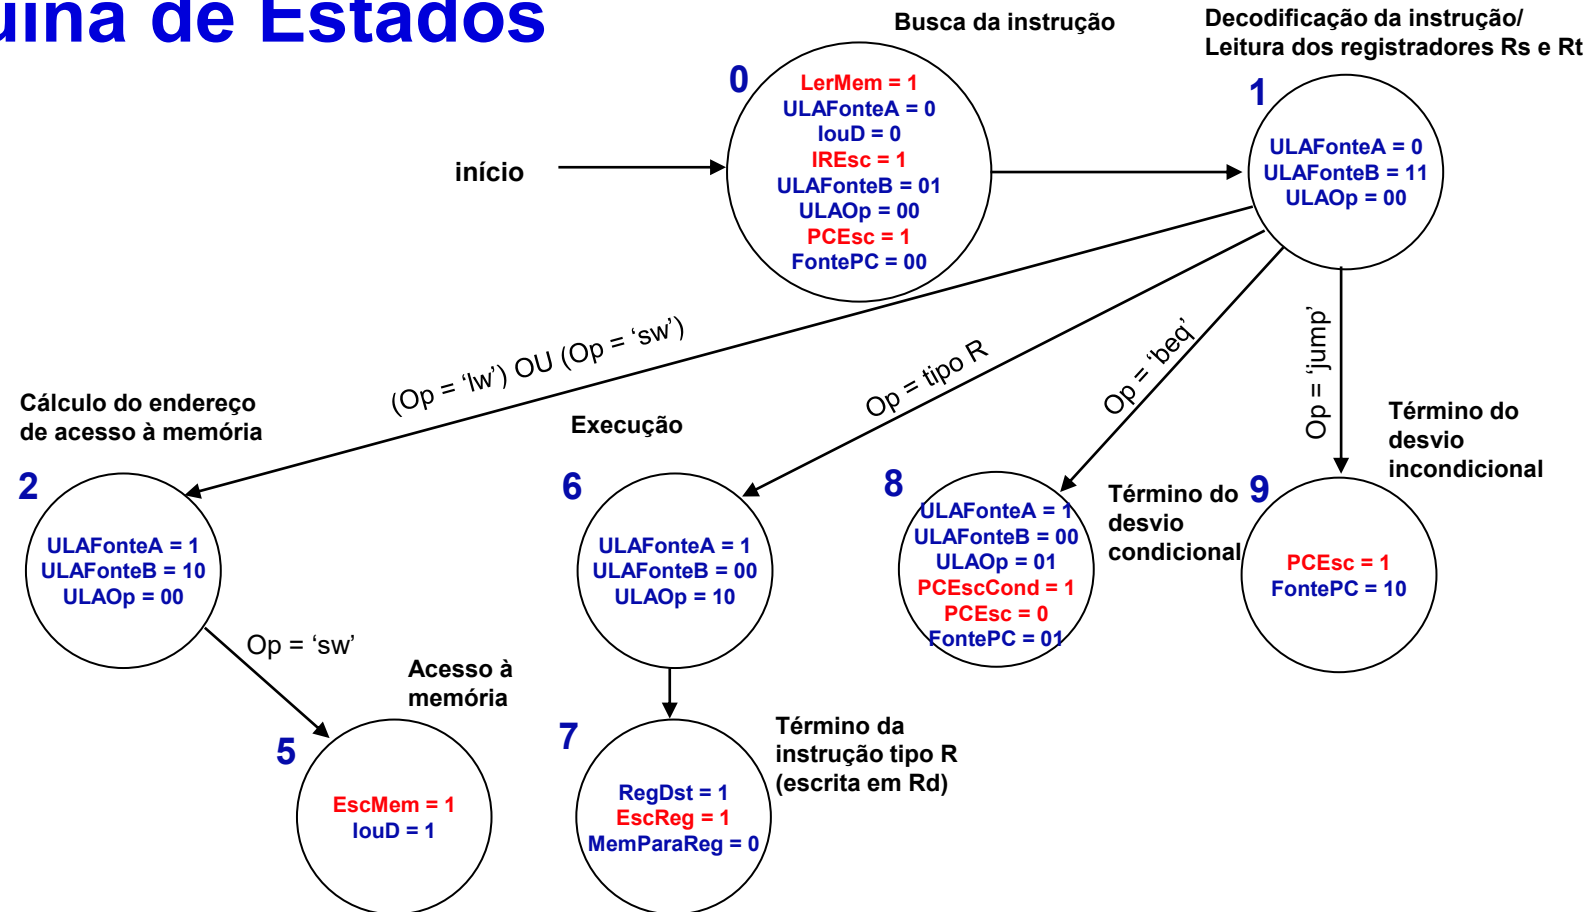 uina de Estados
Busca da instrução
Decodificação da instrução/
Leitura dos registradores Rs e Rt
0
LerMem = 1
ULAFonteA = 0
IouD = 0
IREsc = 1
ULAFonteB = 01
ULAOp = 00
PCEsc = 1
FontePC = 00
1
ULAFonteA = 0
ULAFonteB = 11
ULAOp = 00
início
(Op = ‘lw’) OU (Op = ‘sw’)
Op = tipo R
Op = ‘beq’
Op = ‘jump’
Cálculo do endereço
de acesso à memória
2
ULAFonteA = 1
ULAFonteB = 10
ULAOp = 00
Execução
6
ULAFonteA = 1
ULAFonteB = 00
ULAOp = 10
8
ULAFonteA = 1
ULAFonteB = 00
ULAOp = 01
PCEscCond = 1
PCEsc = 0
FontePC = 01
Término do
desvio
condicional
Término do
desvio
incondicional
9
PCEsc = 1
FontePC = 10
Op = ‘sw’
Acesso à
memória
5
EscMem = 1
IouD = 1
7
RegDst = 1
EscReg = 1
MemParaReg = 0
Término da
instrução tipo R
(escrita em Rd)